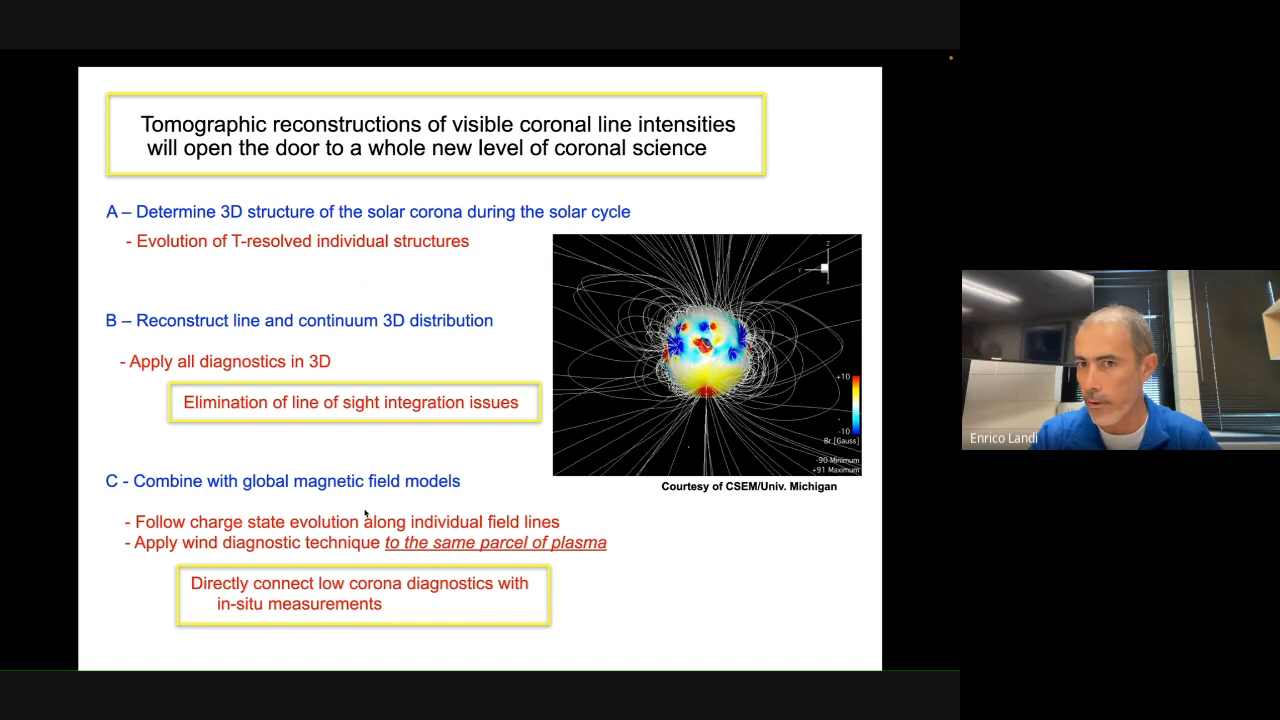 Tomographic reconstructions of visible coronal line intensities
will open the door to a whole new level of coronal science
A – Determine 3D structure of the solar corona during the solar cycle
- Evolution of T-resolved individual structures
B – Reconstruct line and continuum 3D distribution
- Apply all diagnostics in 3D
Elimination of line of sight integration issues
C - Combine with global magnetic field models
- Follow charge state evolution along individual field lines
- Apply wind diagnostic technique to the same parcel of plasma
Directly connect low corona diagnostics with
in-situ measurements
Z
Y
+10
-10
Br [Gauss]
-90 Minimum
+91 Maximum
Courtesy of CSEM/Univ. Michigan
Enrico Landi